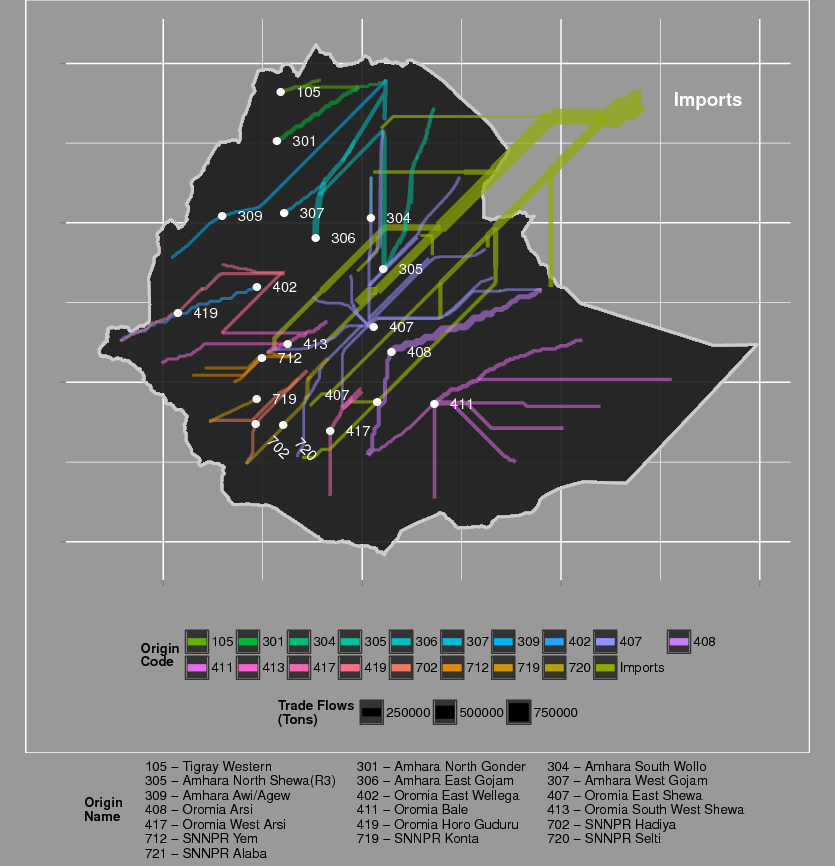 Imports
105
301
309
307
304
306
305
402
419
407
413
408
712
407
719
411
417
702
720
Origin
Code
105 301 304 305 306 307 309 402 407 408
411 413 417 419 702 712 719 720 Imports
Trade Flows
(Tons)
250000 500000 750000
Origin
Name
105 – Tigray Western 301 – Amhara North Gonder 304 – Amhara South Wollo
305 – Amhara North Shewa(R3) 306 – Amhara East Gojam 307 – Amhara West Gojam
309 – Amhara Awi/Agew 402 – Oromia East Wellega 407 – Oromia East Shewa
408 – Oromia Arsi 411 – Oromia Bale 413 – Oromia South West Shewa
417 – Oromia West Arsi 419 – Oromia Horo Guduru 702 – SNNPR Hadiya
712 – SNNPR Yem 719 – SNNPR Konta 720 – SNNPR Selti
721 – SNNPR Alaba